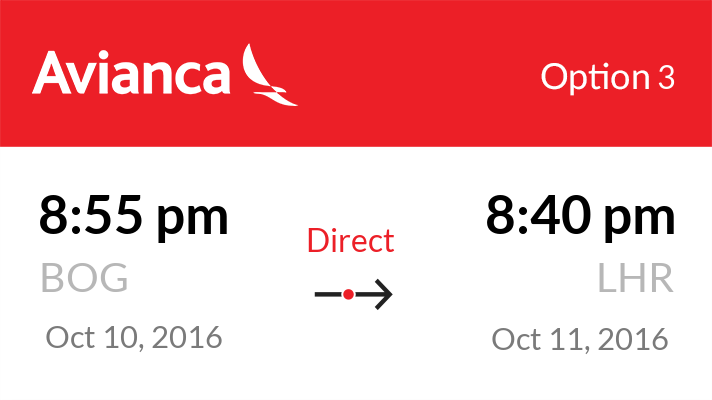 Avianca
Option 3
8:55 pm
BOG
Oct 10, 2016
Direct
8:40 pm
LHR
Oct 11, 2016